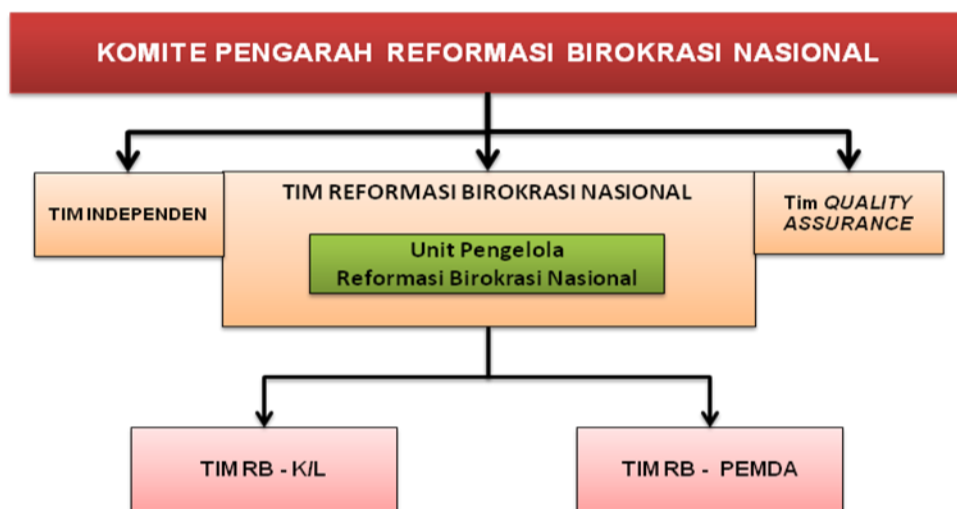 KOMITE PENGARAH REFORMASI BIROKRASI NASIONAL
TIM INDEPENDEN
TIM REFORMASI BIROKRASI NASIONAL
Unit Pengelola
Reformasi Birokrasi Nasional
Tim QUALITY
ASSURANCE
TIM RB - K/L
TIM RB - PEMDA